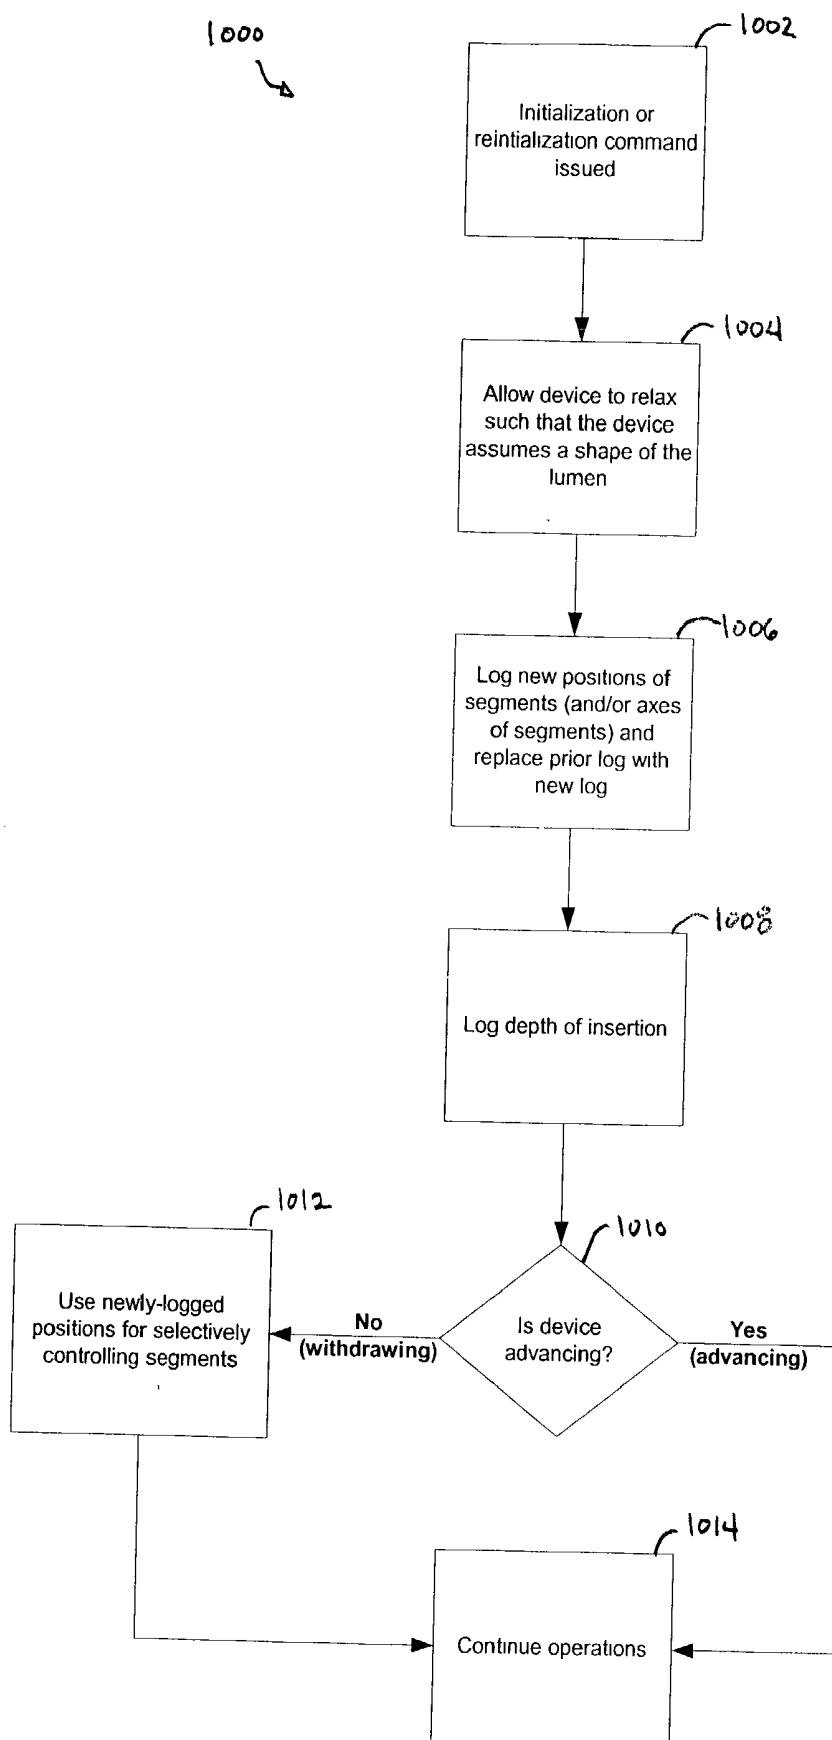 1000
1002
Initialization or
reintialization command
issued
1004
Allow device to relax
such that the device
assumes a shape of the
lumen
1006
Log new positions of
segments (and/or axes
of segments) and
replace prior log with
new log
1008
Log depth of insertion
1010
Is device
advancing?
No
(withdrawing)
Yes
(advancing)
1012
Use newly-logged
positions for selectively
controlling segments
1014
Continue operations